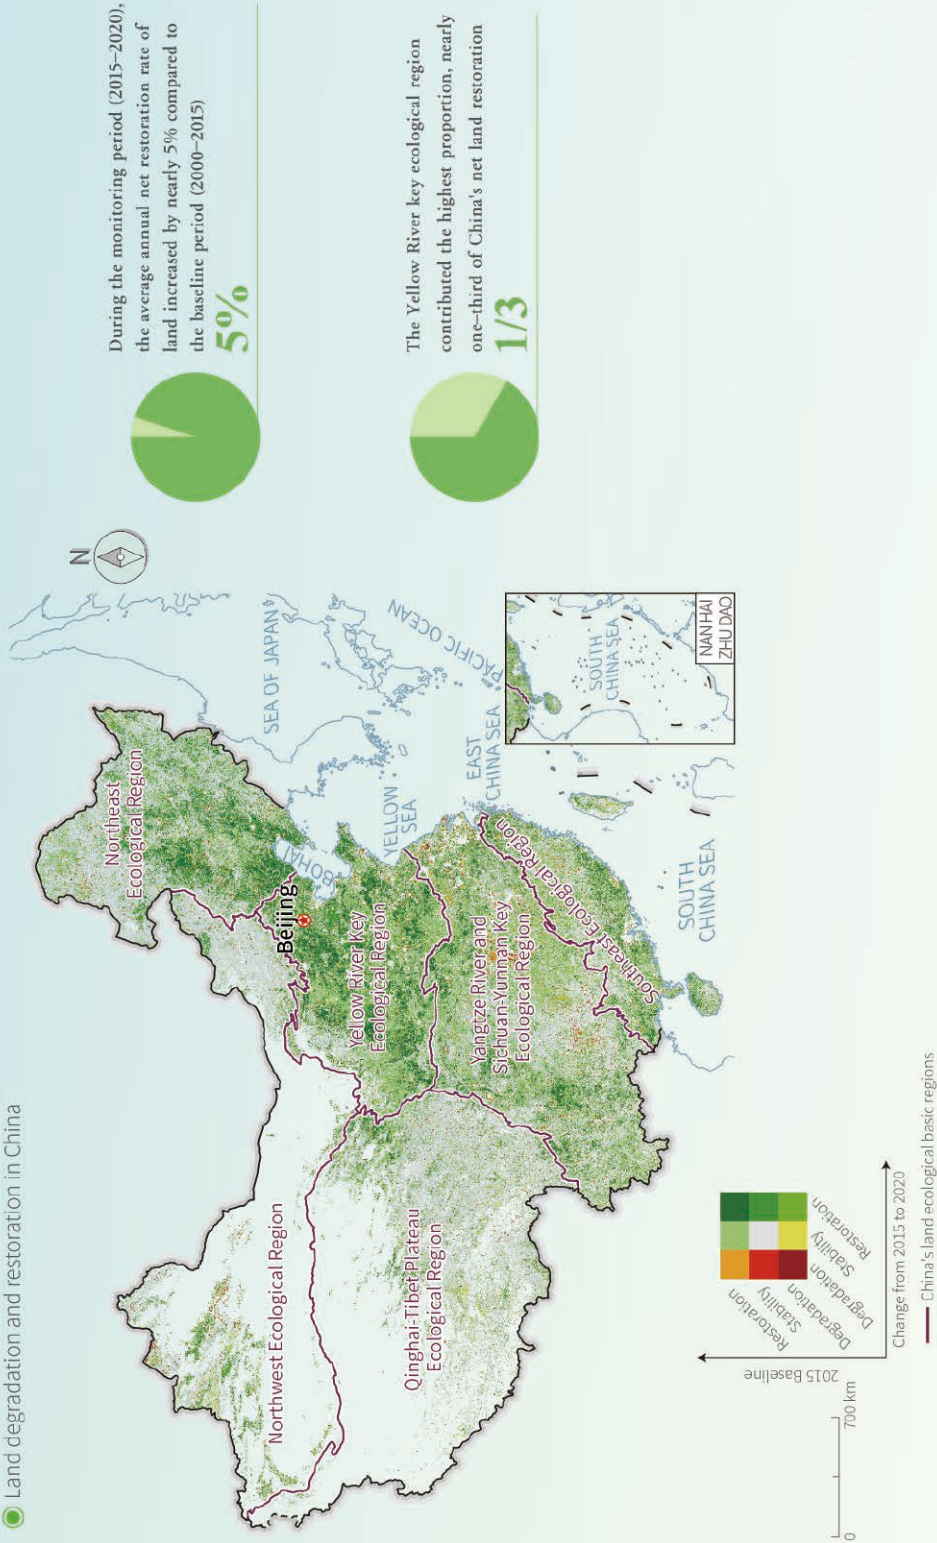 Land degradation and restoration in China
During the monitoring period (2015–2020),
the average annual net restoration rate of
land increased by nearly 5% compared to
the baseline period (2000–2015)
5%
The Yellow River key ecological region
contributed the highest proportion, nearly
one–third of China's net land restoration
1/3
N
Northeast
Ecological Region
SEA OF JAPAN
PACIFIC OCEAN
Beijing
BOHAI
YELLOW
SEA
Yellow River Key
Ecological Region
Northwest Ecological Region
Qinghai-Tibet Plateau
Ecological Region
Yangtze River and
Sichuan-Yunnan Key
Ecological Region
Southeast Ecological Region
EAST
CHINA SEA
SOUTH
CHINA SEA
SOUTH
CHINA SEA
NAN HAI
ZHU DAO
0
700 km
2015 Baseline
Restoration
Stability
Degradation
Degradation
Stability
Restoration
Change from 2015 to 2020
China's land ecological basic regions